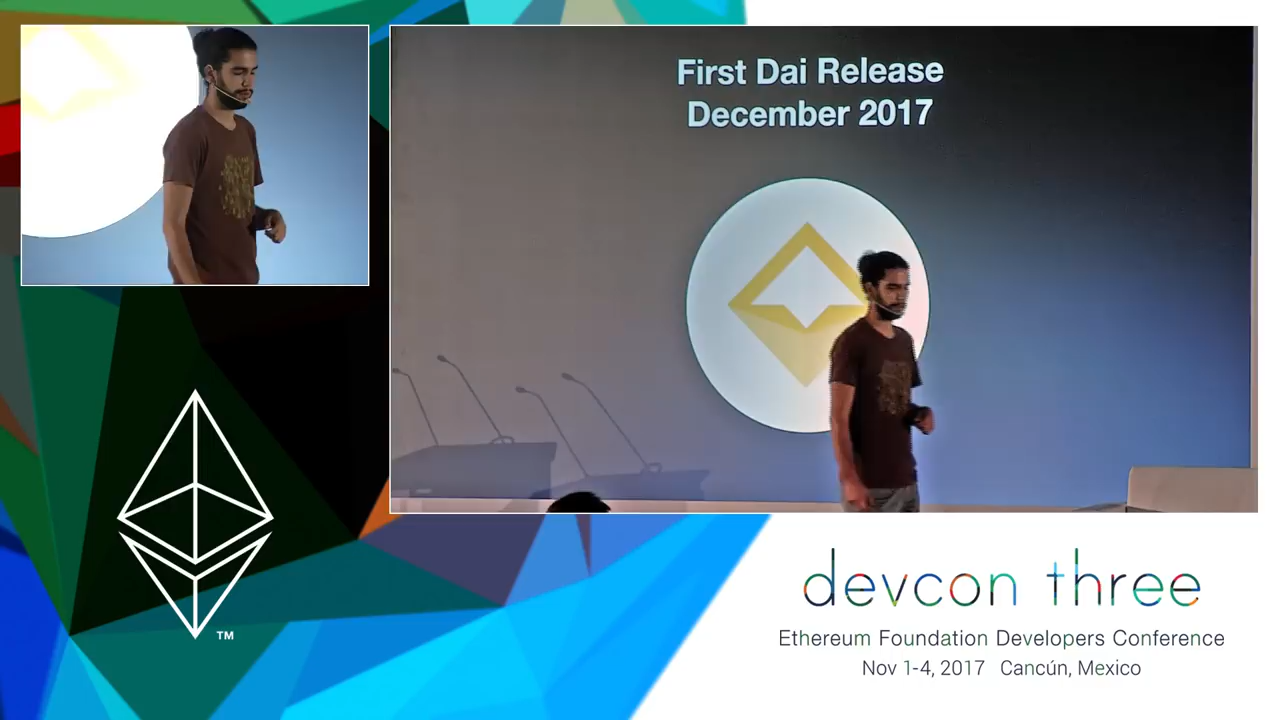 First Dai Release
December 2017
TM
devcon three
Ethereum Foundation Developers Conference
Nov 1-4, 2017 Cancún, Mexico